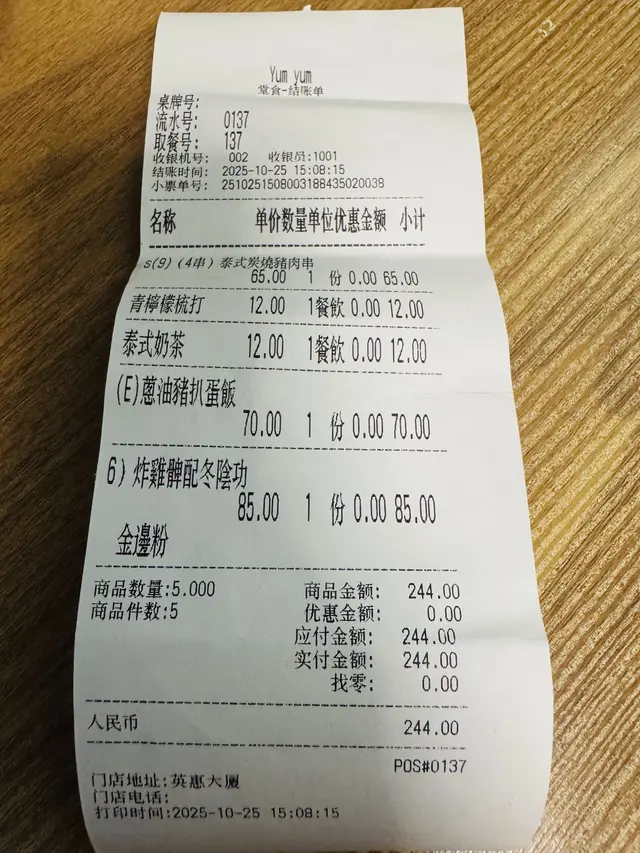 Yum yum
堂食-结账单
桌牌号:
流水号: 0137
取餐号: 137
收银机号: 002 收银员:1001
结账时间: 2025-10-25 15:08:15
小票单号: 2510251508003188435020038
名称 单价数量单位优惠金额 小计
s(9) (4串) 泰式炭燒豬肉串
65.00 1 份 0.00 65.00
青檸檬梳打 12.00 1餐飲 0.00 12.00
泰式奶茶 12.00 1餐飲 0.00 12.00
(E)蔥油豬扒蛋飯
70.00 1 份 0.00 70.00
6) 炸雞髀配冬陰功
85.00 1 份 0.00 85.00
金邊粉
商品数量:5.000 商品金额: 244.00
商品件数:5 优惠金额: 0.00
应付金额: 244.00
实付金额: 244.00
找零: 0.00
人民币 244.00
POS#0137
门店地址:英惠大厦
门店电话:
打印时间:2025-10-25 15:08:15